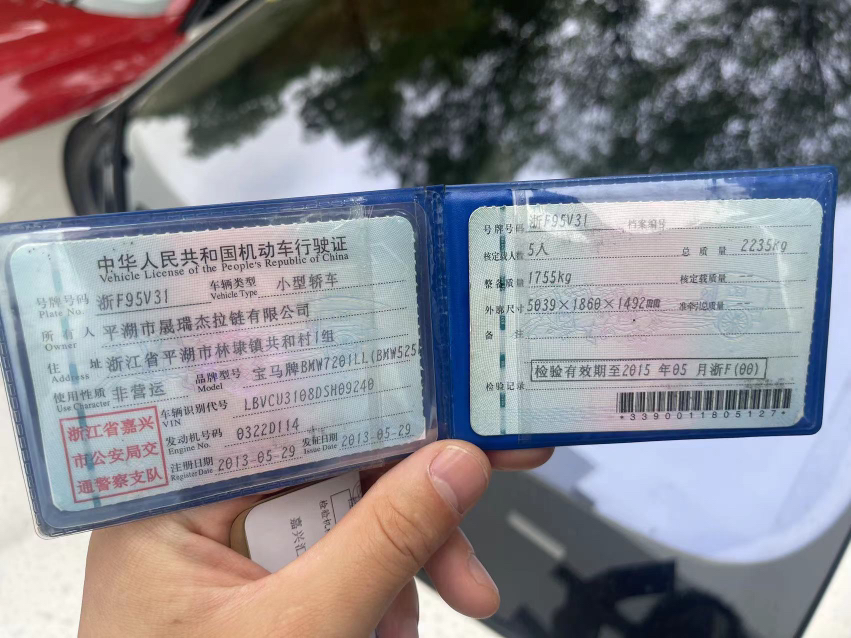 中华人民共和国机动车行驶证
Vehicle License of the People's Republic of China
号牌号码 浙F95V31 车辆类型 小型轿车
Plate No. Vehicle Type
所有人 平湖市晟瑞杰拉链有限公司
Owner
住址 浙江省平湖市林埭镇共和村1组
Address
使用性质 非营运 品牌型号 宝马牌BMW7201LL(BMW525
Use Character Model
浙江省嘉兴
市公安局交
通警察支队
车辆识别代号 LBVCU3108DSH09240
VIN
发动机号码 0322D114
Engine No.
注册日期 2013-05-29 发证日期 2013-05-29
Register Date Issue Date
号牌号码 浙F95V31 档案编号
核定载人数 5人 总质量 2235kg
整备质量 1755kg 核定载质量 --
外廓尺寸 5039×1860×1492mm 准牵引总质量 --
备注
检验有效期至2015年05月浙F(00)
检验记录
*3390011805127*
检验机
嘉兴汇